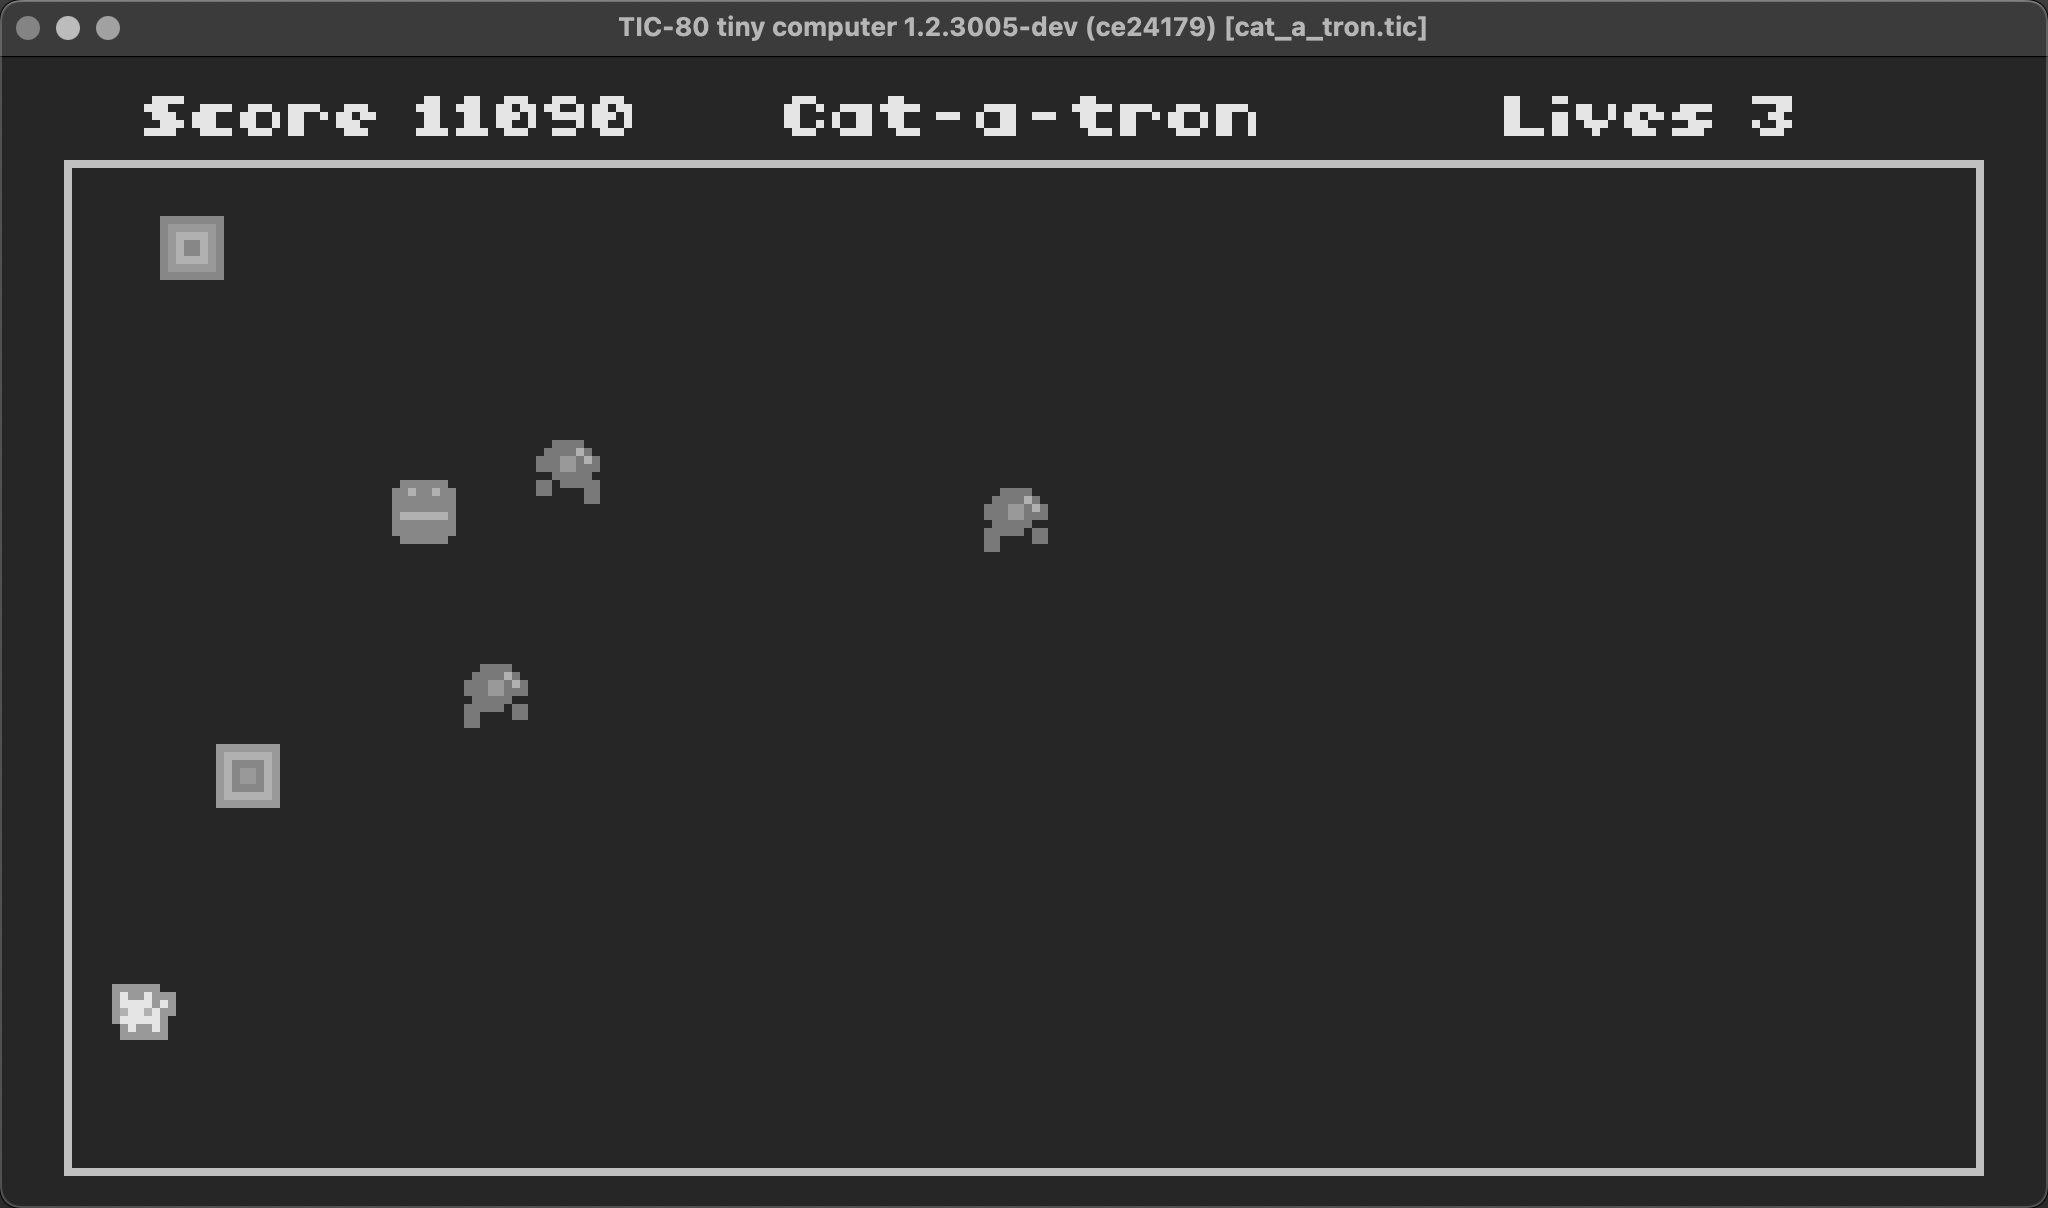 TIC-80 tiny computer 1.2.3005-dev (ce24179) [cat_a_tron.tic]
Score 11090 Cat-a-tron Lives 3